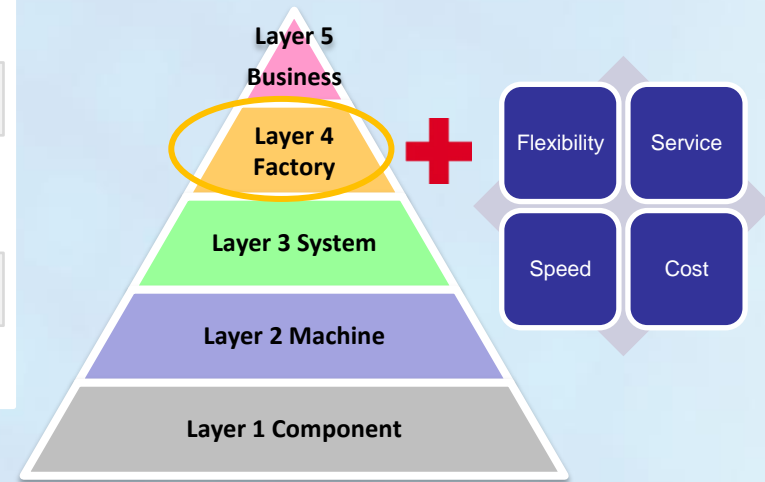 Layer 5
Business
Layer 4
Factory
Layer 3 System
Layer 2 Machine
Layer 1 Component
Flexibility
Service
Speed
Cost